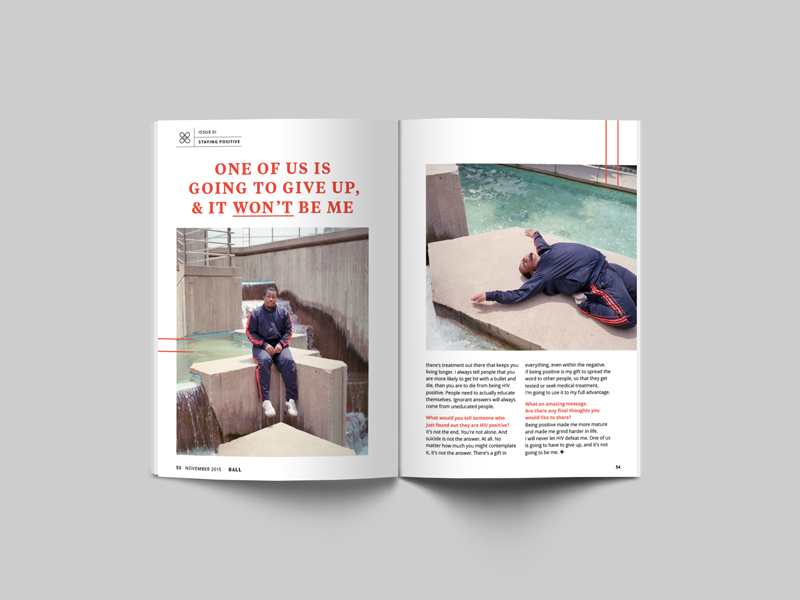 ISSUE 01
STAYING POSITIVE
ONE OF US IS
GOING TO GIVE UP,
& IT WON'T BE ME
53 NOVEMBER 2015 BALL
there's treatment out there that keeps you
living longer. I always tell people that you
are more likely to get hit with a bullet and
die, than you are to die from being HIV
positive. People need to actually educate
themselves, ignorant answers will always
come from uneducated people.
What would you tell someone who
just found out they are HIV positive?
It's not the end. You're not alone. And
suicide is not the answer. At all. No
matter how much you might contemplate
it, it's not the answer. There's a gift in
everything, even within the negative.
If being positive is my gift to spread the
word to other people, so that they get
tested or seek medical treatment,
I'm going to use it to my full advantage.
What an amazing message.
Are there any final thoughts you
would like to share?
Being positive made me more mature
and made me grind harder in life.
I will never let HIV defeat me. One of us
is going to have to give up, and it's not
going to be me.
54